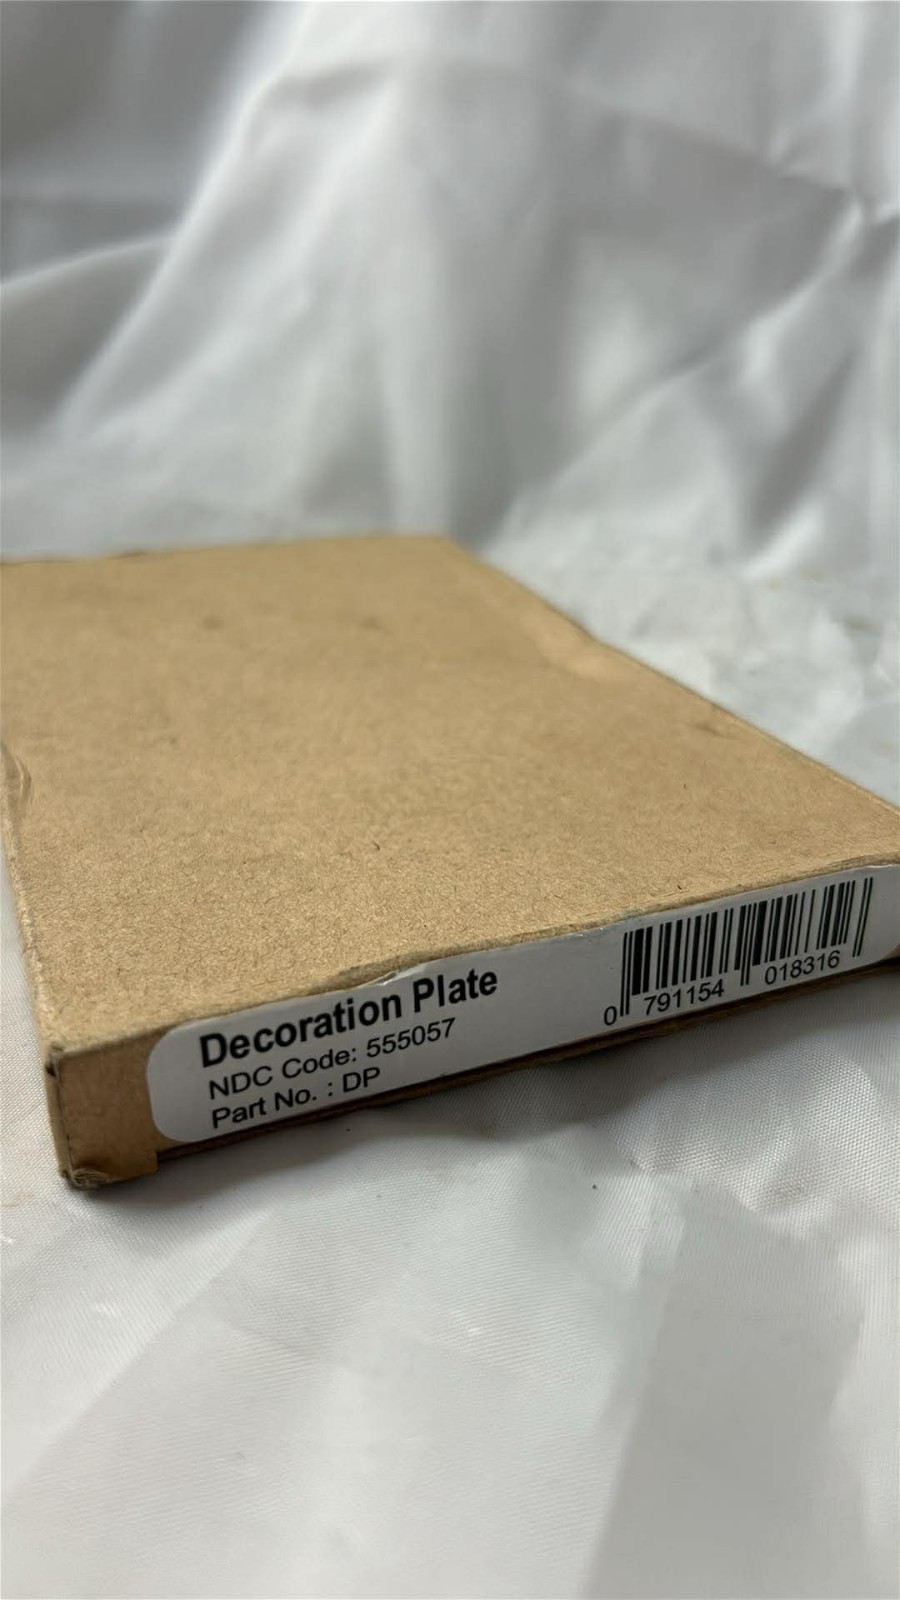 Decoration Plate
NDC Code: 555057
Part No. : DP
0 791154 018316